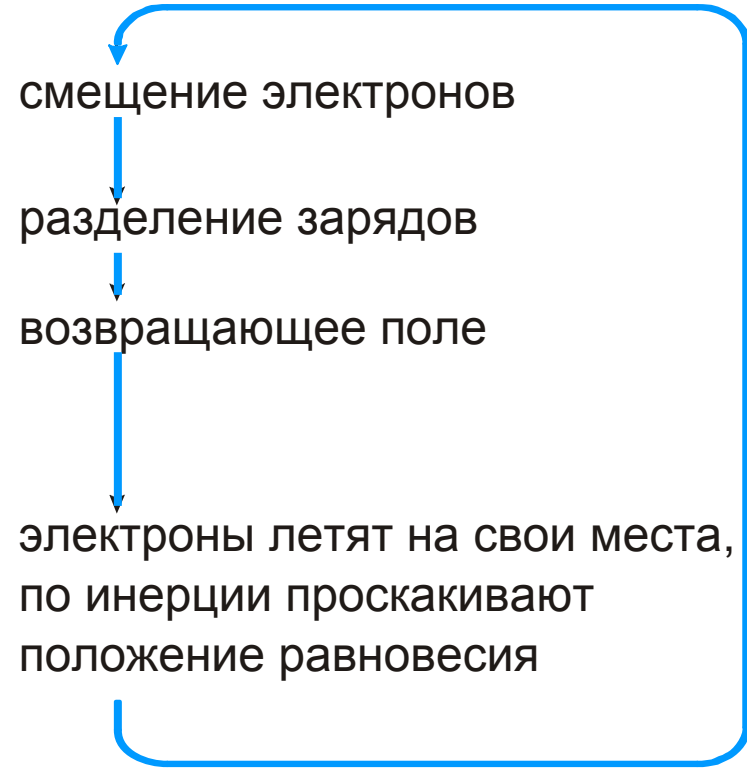 смещение электронов
разделение зарядов
возвращающее поле
электроны летят на свои места,
по инерции проскакивают
положение равновесия